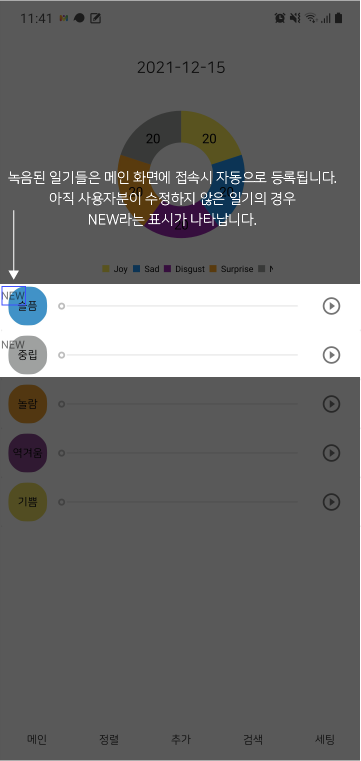 11:41
2021-12-15
20
20
20
20
20
녹음된 일기들은 메인 화면에 접속시 자동으로 등록됩니다.
아직 사용자분이 수정하지 않은 일기의 경우
NEW라는 표시가 나타납니다.
Joy Sad Disgust Surprise N
NEW
슬픔
NEW
중립
놀람
역겨움
기쁨
메인 정렬 추가 검색 세팅